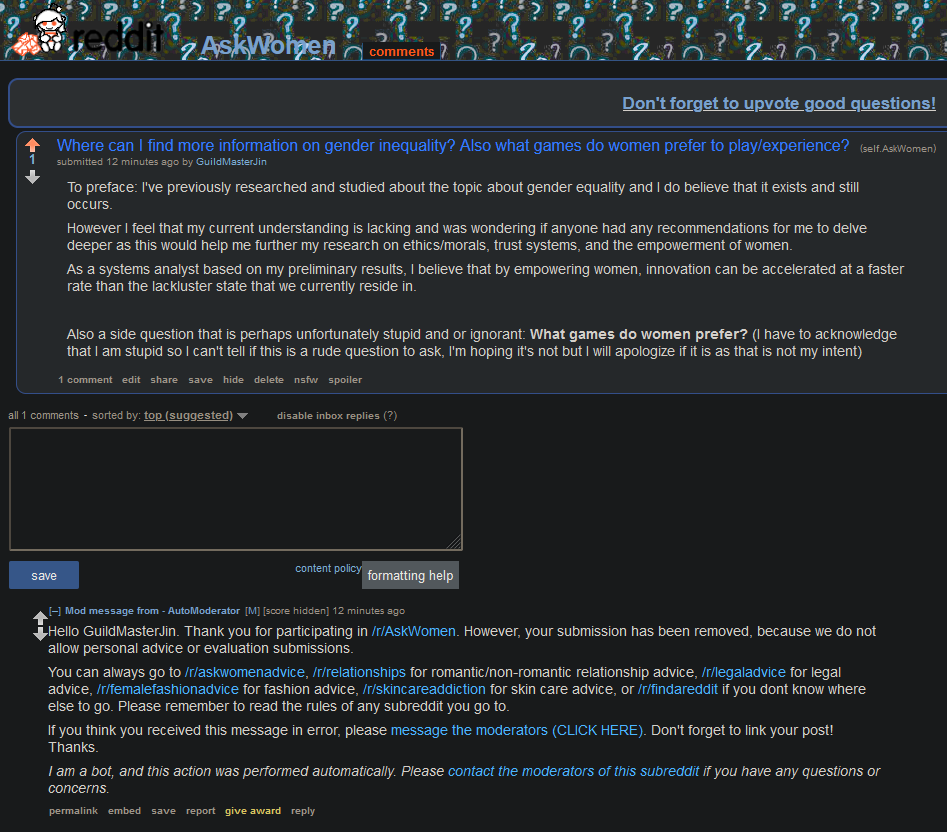 reddit AskWomen comments
Don't forget to upvote good questions!
Where can I find more information on gender inequality? Also what games do women prefer to play/experience? (self.AskWomen)
1
submitted 12 minutes ago by GuildMasterJin
To preface: I've previously researched and studied about the topic about gender equality and I do believe that it exists and still
occurs.
However I feel that my current understanding is lacking and was wondering if anyone had any recommendations for me to delve
deeper as this would help me further my research on ethics/morals, trust systems, and the empowerment of women.
As a systems analyst based on my preliminary results, I believe that by empowering women, innovation can be accelerated at a faster
rate than the lackluster state that we currently reside in.
Also a side question that is perhaps unfortunately stupid and or ignorant: What games do women prefer? (I have to acknowledge
that I am stupid so I can't tell if this is a rude question to ask, I'm hoping it's not but I will apologize if it is as that is not my intent)
1 comment edit share save hide delete nsfw spoiler
all 1 comments - sorted by: top (suggested) disable inbox replies (?)
save content policy formatting help
[–] Mod message from - AutoModerator [M] [score hidden] 12 minutes ago
Hello GuildMasterJin. Thank you for participating in /r/AskWomen. However, your submission has been removed, because we do not
allow personal advice or evaluation submissions.
You can always go to /r/askwomenadvice, /r/relationships for romantic/non-romantic relationship advice, /r/legaladvice for legal
advice, /r/femalefashionadvice for fashion advice, /r/skincareaddiction for skin care advice, or /r/findareddit if you dont know where
else to go. Please remember to read the rules of any subreddit you go to.
If you think you received this message in error, please message the moderators (CLICK HERE). Don't forget to link your post!
Thanks.
I am a bot, and this action was performed automatically. Please contact the moderators of this subreddit if you have any questions or
concerns.
permalink embed save report give award reply